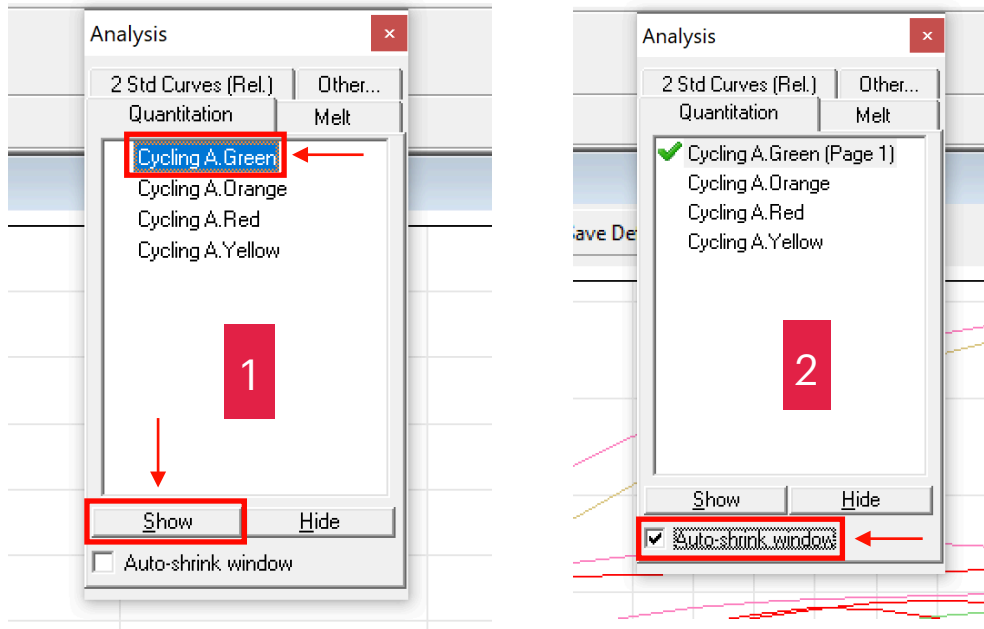 Analysis
×
2 Std Curves (Rel.) Other...
Quantitation Melt
Cycling A.Green
Cycling A.Orange
Cycling A.Red
Cycling A.Yellow
1
Show Hide
Auto-shrink window
Analysis
×
2 Std Curves (Rel.) Other...
Quantitation Melt
Cycling A.Green (Page 1)
Cycling A.Orange
Cycling A.Red
Cycling A.Yellow
ave De
2
Show Hide
Auto-shrink window